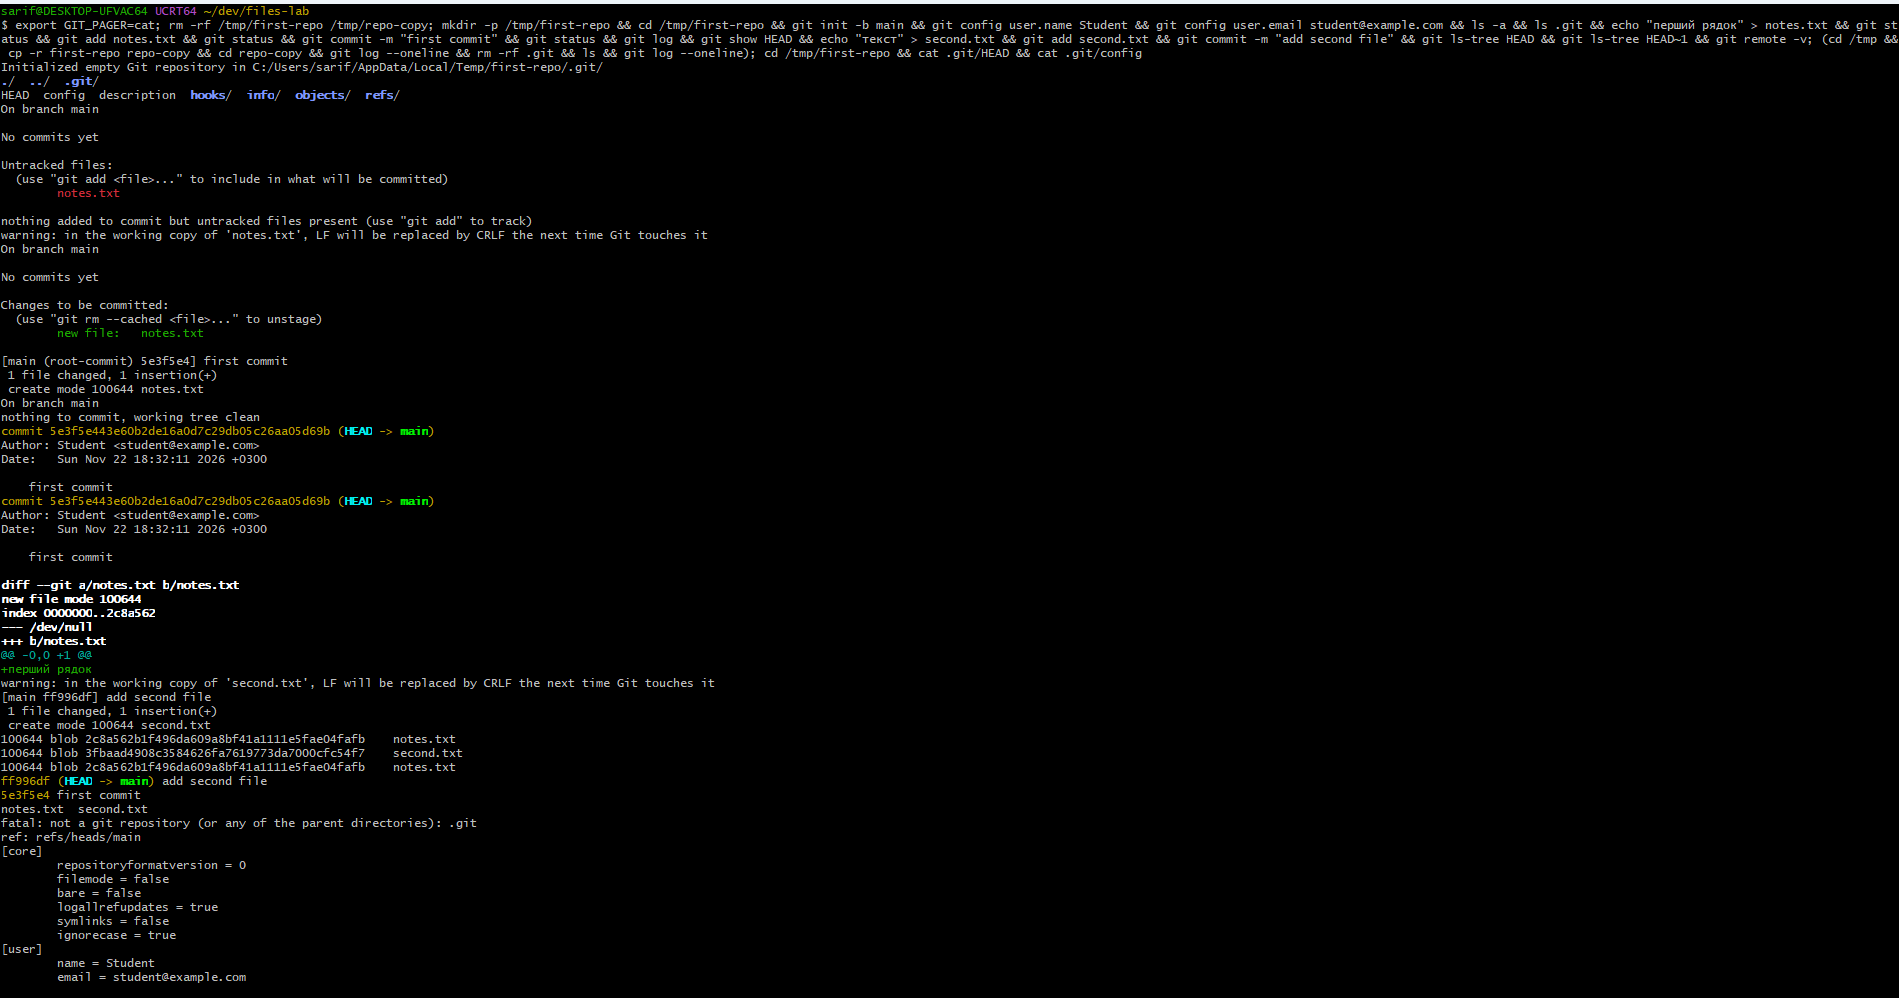 sarif@DESKTOP-UFVAC64 UCRT64 ~/dev/files-lab
$ export GIT_PAGER=cat; rm -rf /tmp/first-repo /tmp/repo-copy; mkdir -p /tmp/first-repo && cd /tmp/first-repo && git init -b main && git config user.name Student && git config user.email student@example.com && ls -a && ls .git && echo "перший рядок" > notes.txt && git st
atus && git add notes.txt && git status && git commit -m "first commit" && git status && git log && git show HEAD && echo "текст" > second.txt && git add second.txt && git commit -m "add second file" && git ls-tree HEAD && git ls-tree HEAD~1 && git remote -v; (cd /tmp &&
 cp -r first-repo repo-copy && cd repo-copy && git log --oneline && rm -rf .git && ls && git log --oneline); cd /tmp/first-repo && cat .git/HEAD && cat .git/config
Initialized empty Git repository in C:/Users/sarif/AppData/Local/Temp/first-repo/.git/
./  ../  .git/
HEAD  config  description  hooks/  info/  objects/  refs/
On branch main

No commits yet

Untracked files:
  (use "git add <file>..." to include in what will be committed)
        notes.txt

nothing added to commit but untracked files present (use "git add" to track)
warning: in the working copy of 'notes.txt', LF will be replaced by CRLF the next time Git touches it
On branch main

No commits yet

Changes to be committed:
  (use "git rm --cached <file>..." to unstage)
        new file:   notes.txt

[main (root-commit) 5e3f5e4] first commit
 1 file changed, 1 insertion(+)
 create mode 100644 notes.txt
On branch main
nothing to commit, working tree clean
commit 5e3f5e443e60b2de16a0d7c29db05c26aa05d69b (HEAD -> main)
Author: Student <student@example.com>
Date:   Sun Nov 22 18:32:11 2026 +0300

    first commit
commit 5e3f5e443e60b2de16a0d7c29db05c26aa05d69b (HEAD -> main)
Author: Student <student@example.com>
Date:   Sun Nov 22 18:32:11 2026 +0300

    first commit

diff --git a/notes.txt b/notes.txt
new file mode 100644
index 0000000..2c8a562
--- /dev/null
+++ b/notes.txt
@@ -0,0 +1 @@
+перший рядок
warning: in the working copy of 'second.txt', LF will be replaced by CRLF the next time Git touches it
[main ff996df] add second file
 1 file changed, 1 insertion(+)
 create mode 100644 second.txt
100644 blob 2c8a562b1f496da609a8bf41a1111e5fae04fafb    notes.txt
100644 blob 3fbaad4908c3584626fa7619773da7000cfc54f7    second.txt
100644 blob 2c8a562b1f496da609a8bf41a1111e5fae04fafb    notes.txt
ff996df (HEAD -> main) add second file
5e3f5e4 first commit
notes.txt  second.txt
fatal: not a git repository (or any of the parent directories): .git
ref: refs/heads/main
[core]
        repositoryformatversion = 0
        filemode = false
        bare = false
        logallrefupdates = true
        symlinks = false
        ignorecase = true
[user]
        name = Student
        email = student@example.com